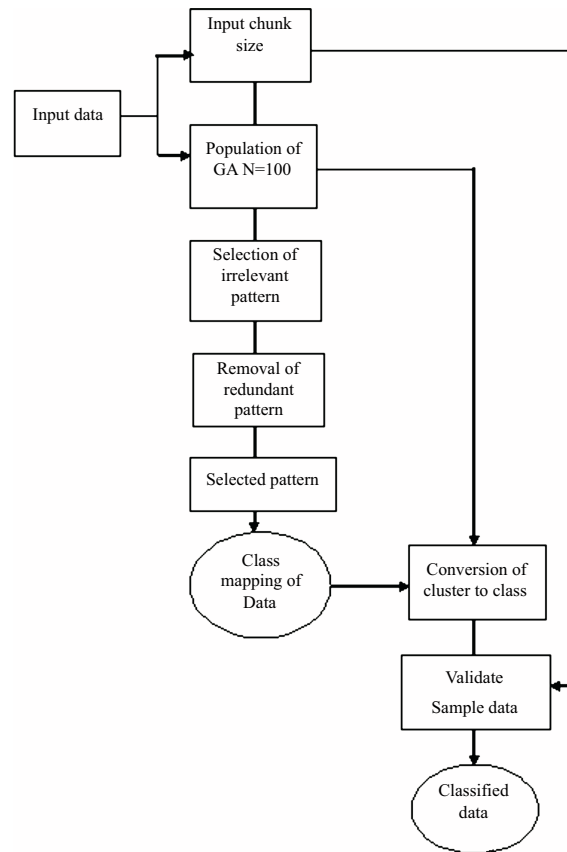 Input chunk
size
Input data
Population of
GA N=100
Selection of
irrelevant
pattern
Removal of
redundant
pattern
Selected pattern
Class
mapping of
Data
Conversion of
cluster to class
Validate
Sample data
Classified
data